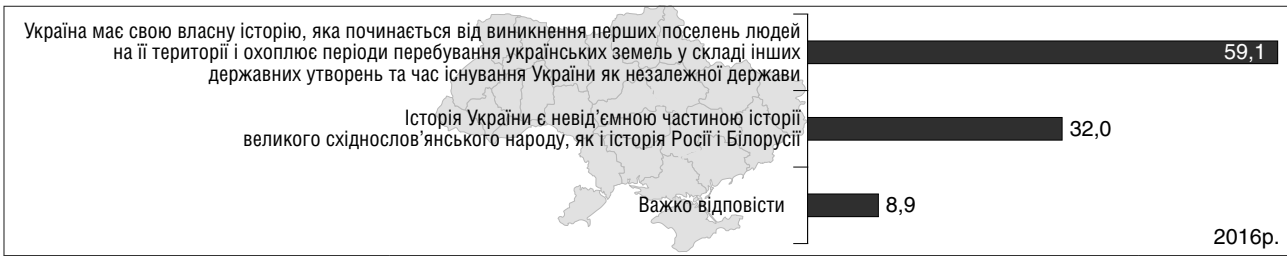 Україна має свою власну історію, яка починається від виникнення перших поселень людей
на її території і охоплює періоди перебування українських земель у складі інших
державних утворень та час існування України як незалежної держави
59,1
Історія України є невід’ємною частиною історії
великого східнослов’янського народу, як і історія Росії і Білорусії
32,0
Важко відповісти
8,9
2016р.